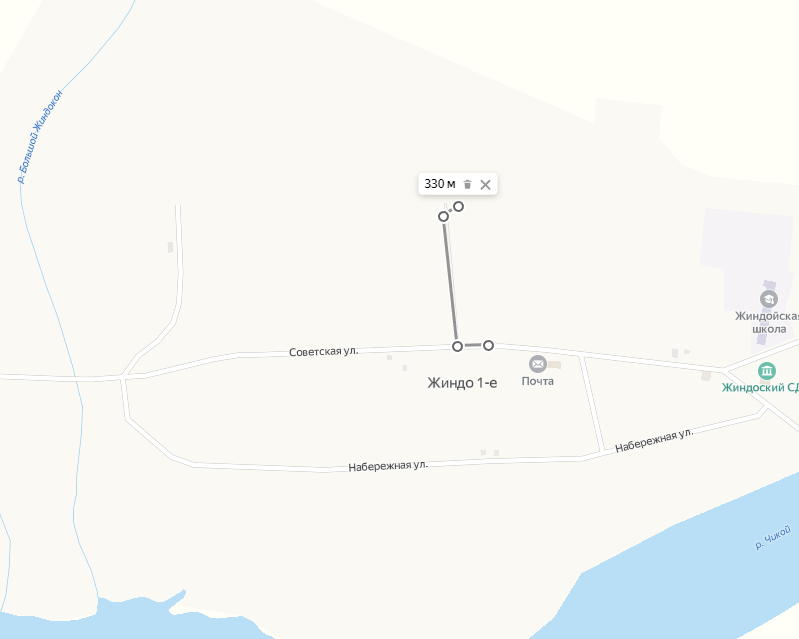 р. Большой Жиндокон
330 м
Жиндойская
школа
Советская ул.
Почта
Жиндо 1-е
Жиндоский СД
Набережная ул.
Набережная ул.
р. Чикой